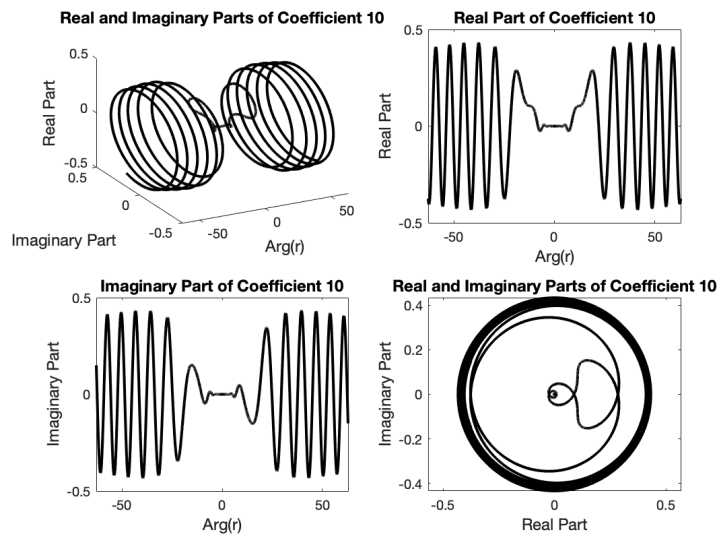 Real and Imaginary Parts of Coefficient 10
0.5
0
-0.5
Real Part
0.5
0
-0.5
Imaginary Part
-50
0
50
Arg(r)
Real Part of Coefficient 10
0.5
0
-0.5
Real Part
-50
0
50
Arg(r)
Imaginary Part of Coefficient 10
0.5
0
-0.5
Imaginary Part
-50
0
50
Arg(r)
Real and Imaginary Parts of Coefficient 10
0.4
0.2
0
-0.2
-0.4
Imaginary Part
-0.5
0
0.5
Real Part